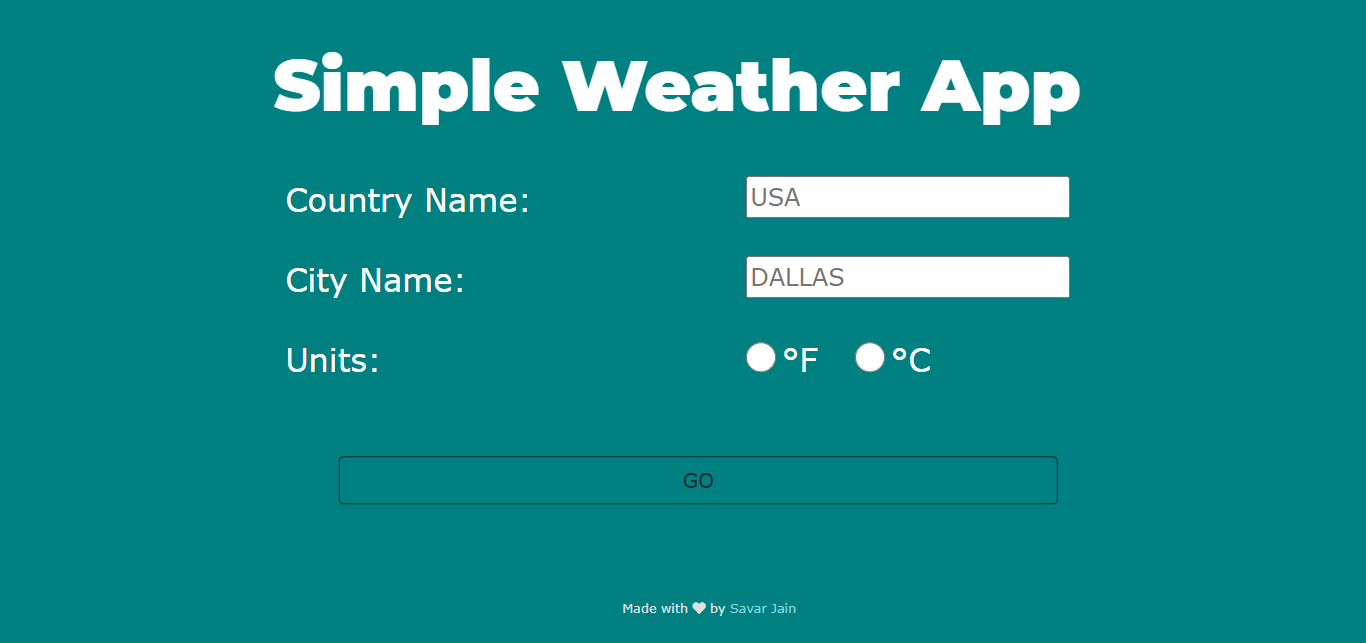 Simple Weather App
Country Name: USA
City Name: DALLAS
Units: °F °C
GO
Made with ❤ by Savar Jain